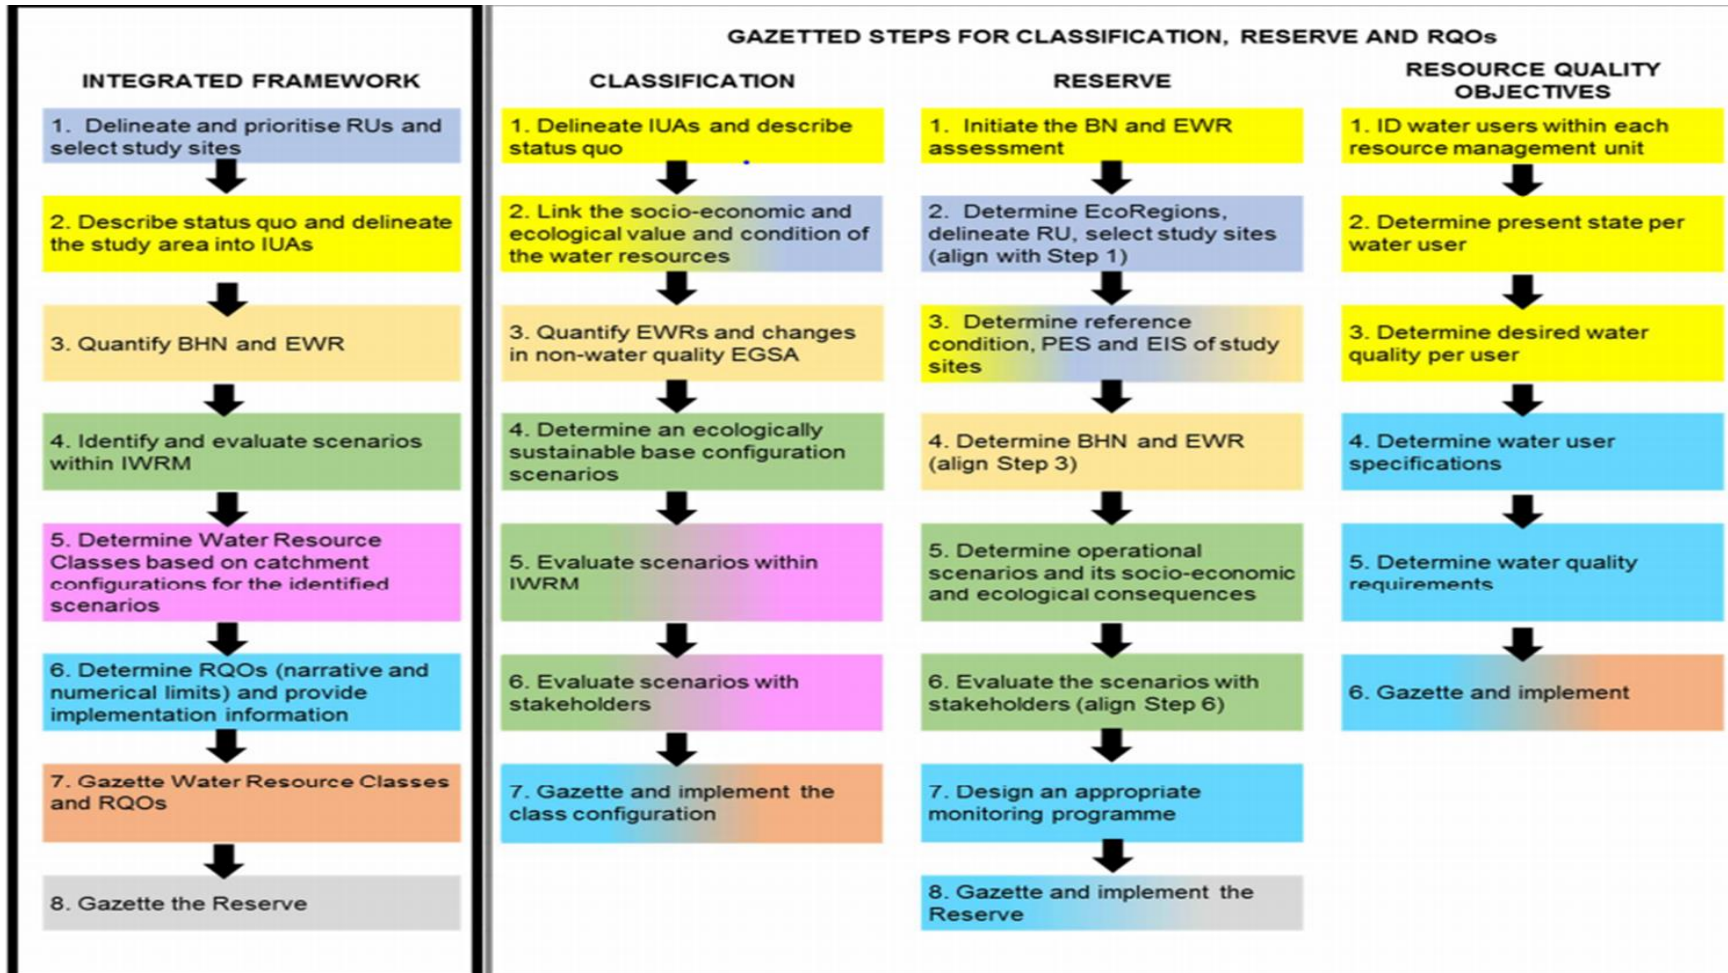 GAZETTED STEPS FOR CLASSIFICATION, RESERVE AND RQOs
INTEGRATED FRAMEWORK
1. Delineate and prioritise RUs and
select study sites
2. Describe status quo and delineate
the study area into IUAs
3. Quantify BHN and EWR
4. Identify and evaluate scenarios
within IWRM
5. Determine Water Resource
Classes based on catchment
configurations for the identified
scenarios
6. Determine RQOs (narrative and
numerical limits) and provide
implementation information
7. Gazette Water Resource Classes
and RQOs
8. Gazette the Reserve
CLASSIFICATION
1. Delineate IUAs and describe
status quo
2. Link the socio-economic and
ecological value and condition of
the water resources
3. Quantify EWRs and changes
in non-water quality EGSA
4. Determine an ecologically
sustainable base configuration
scenarios
5. Evaluate scenarios within
IWRM
6. Evaluate scenarios with
stakeholders
7. Gazette and implement the
class configuration
RESERVE
1. Initiate the BN and EWR
assessment
2. Determine EcoRegions,
delineate RU, select study sites
(align with Step 1)
3. Determine reference
condition, PES and EIS of study
sites
4. Determine BHN and EWR
(align Step 3)
5. Determine operational
scenarios and its socio-economic
and ecological consequences
6. Evaluate the scenarios with
stakeholders (align Step 6)
7. Design an appropriate
monitoring programme
8. Gazette and implement the
Reserve
RESOURCE QUALITY
OBJECTIVES
1. ID water users within each
resource management unit
2. Determine present state per
water user
3. Determine desired water
quality per user
4. Determine water user
specifications
5. Determine water quality
requirements
6. Gazette and implement